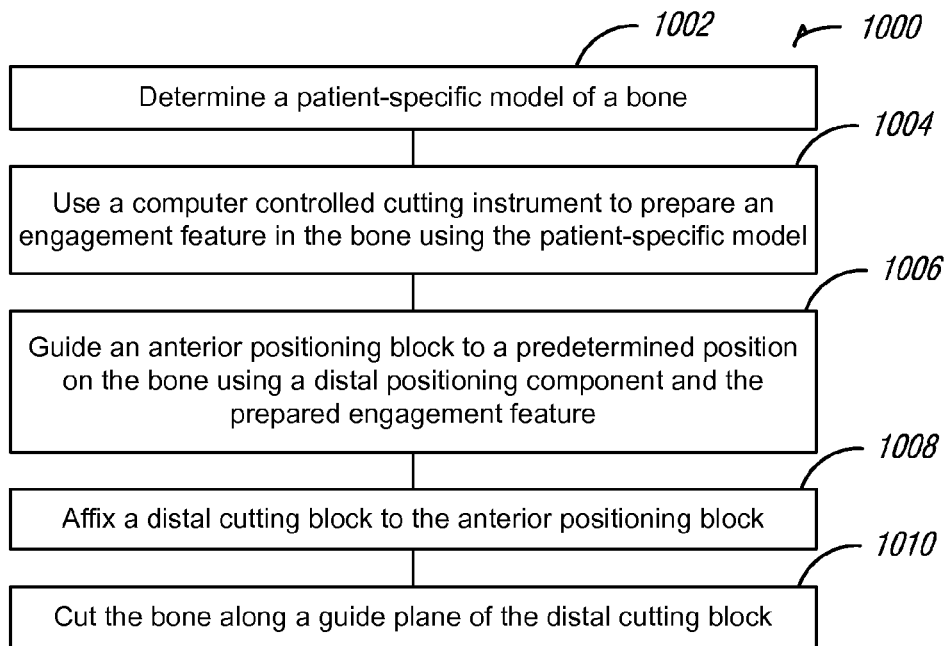 1002
1000
Determine a patient-specific model of a bone
1004
Use a computer controlled cutting instrument to prepare an
engagement feature in the bone using the patient-specific model
1006
Guide an anterior positioning block to a predetermined position
on the bone using a distal positioning component and the
prepared engagement feature
1008
Affix a distal cutting block to the anterior positioning block
1010
Cut the bone along a guide plane of the distal cutting block